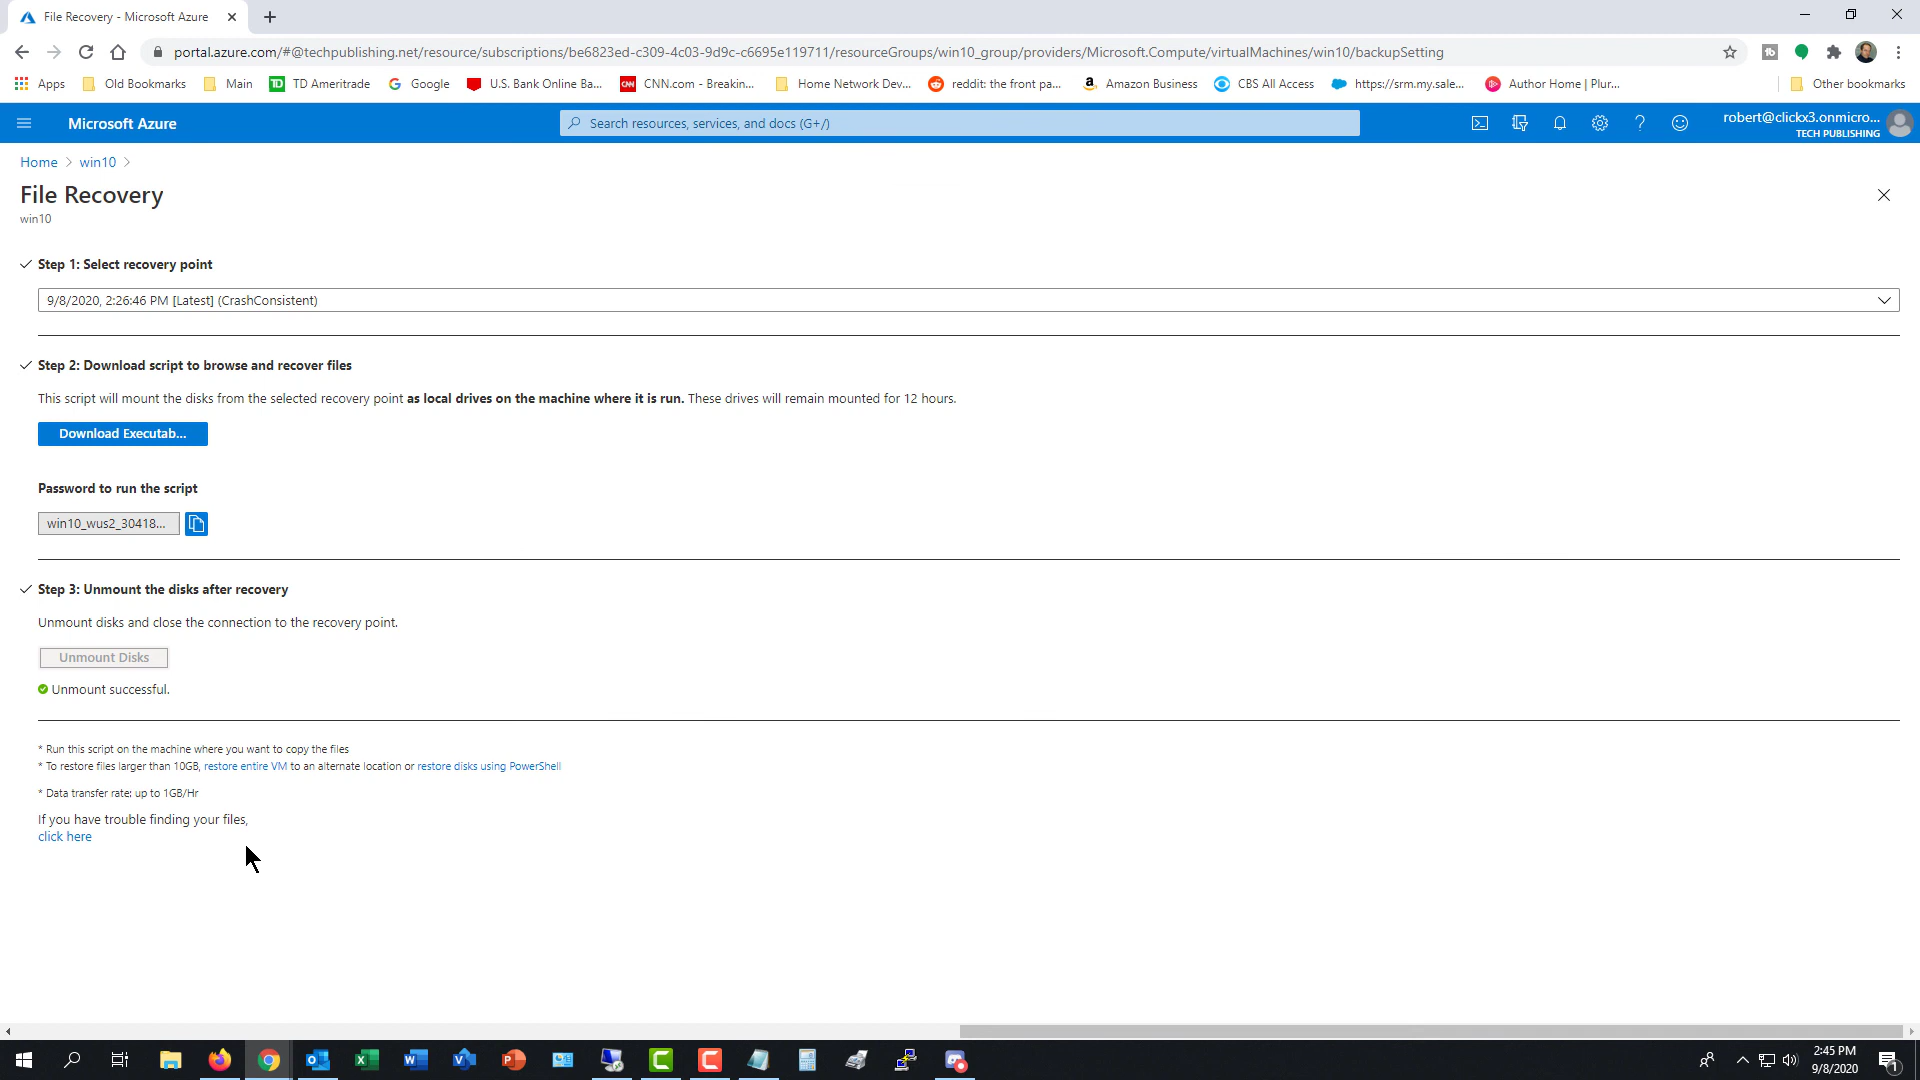 File Recovery - Microsoft Azure
portal.azure.com/#@techpublishing.net/resource/subscriptions/be6823ed-c309-4c03-9d9c-c6695e119711/resourceGroups/win10_group/providers/Microsoft.Compute/virtualMachines/win10/backupSetting
Apps Old Bookmarks Main TD Ameritrade Google U.S. Bank Online Ba... CNN.com - Breakin... Home Network Dev... reddit: the front pa... Amazon Business CBS All Access https://srm.my.sale... Author Home | Plur... Other bookmarks
Microsoft Azure
Search resources, services, and docs (G+/)
robert@clickx3.onmicro...
TECH PUBLISHING
Home > win10 >
File Recovery
win10
Step 1: Select recovery point
9/8/2020, 2:26:46 PM [Latest] (CrashConsistent)
Step 2: Download script to browse and recover files
This script will mount the disks from the selected recovery point as local drives on the machine where it is run. These drives will remain mounted for 12 hours.
Download Executab...
Password to run the script
win10_wus2_30418...
Step 3: Unmount the disks after recovery
Unmount disks and close the connection to the recovery point.
Unmount Disks
Unmount successful.
* Run this script on the machine where you want to copy the files
* To restore files larger than 10GB, restore entire VM to an alternate location or restore disks using PowerShell
* Data transfer rate: up to 1GB/Hr
If you have trouble finding your files,
click here
2:45 PM
9/8/2020